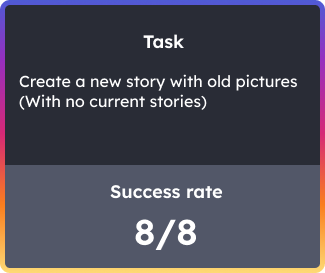 Task
Create a new story with old pictures
(With no current stories)
Success rate
8/8